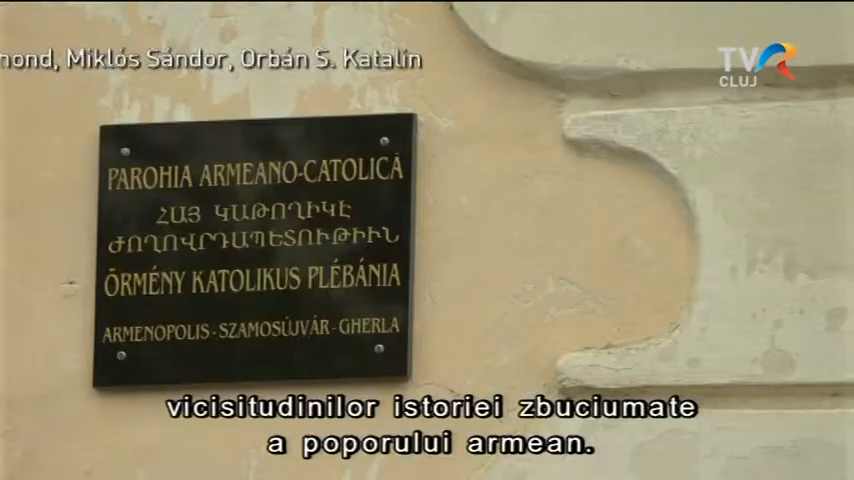 mond, Miklós Sándor, Orbán S. Katalin
TVR
CLUJ
PAROHIA ARMEANO-CATOLICĂ
ՀԱՅ ԿԱԹՈՂԻԿԷ
ԺՈՂՈՎՐԴԱՊԵՏՈՒԹԻՒՆ
ÖRMÉNY KATOLIKUS PLÉBÁNIA
ARMENOPOLIS-SZAMOSÚJVÁR-GHERLA
vicisitudinilor istoriei zbuciumate
a poporului armean.